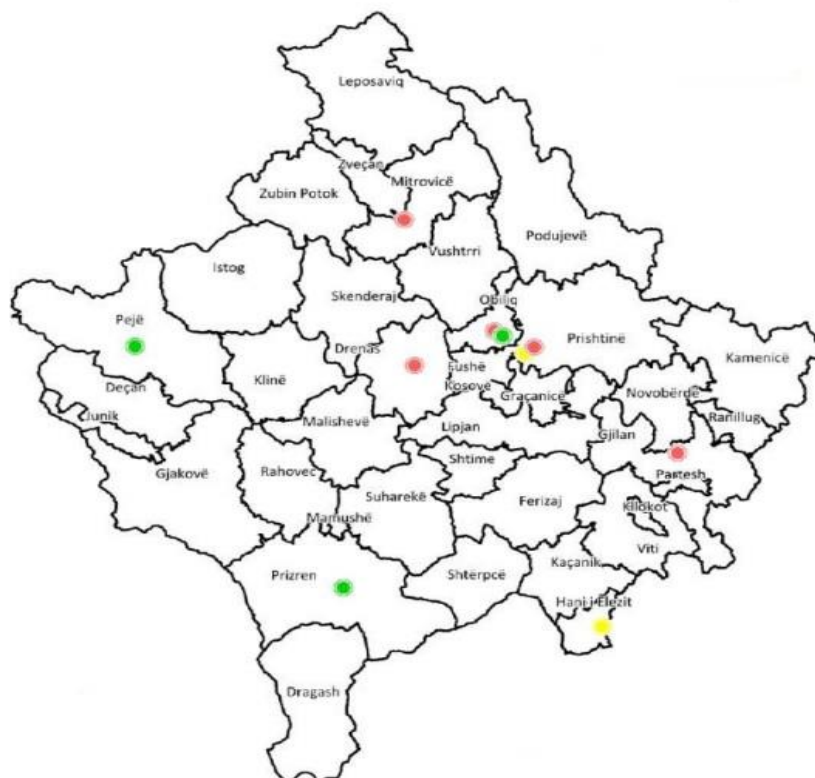 Leposaviq
Zveçan
Mitrovicë
Zubin Potok
Podujevë
Vushtrri
Istog
Skenderaj
Obiliq
Pejë
Prishtinë
Drenas
Fushë
Kosovë
Kamenicë
Deçan
Klinë
Graçanicë
Novobërdë
Junik
Malishevë
Lipjan
Gjilan
Ranillug
Gjakovë
Rahovec
Shtime
Partesh
Suharekë
Ferizaj
Kllokot
Mamushë
Viti
Prizren
Shtërpcë
Kaçanik
Hani i Elezit
Dragash